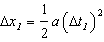 Δx₁ = 1/2 a(Δt₁)²